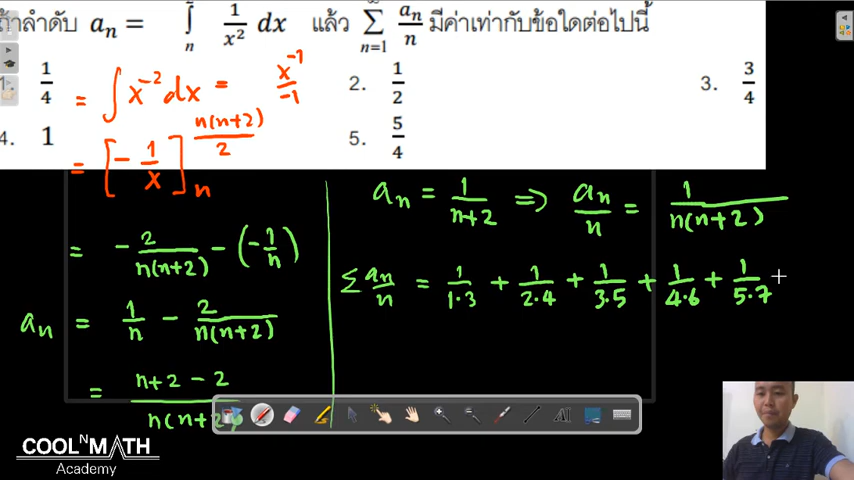 ถ้าลำดับ aₙ = ∫ₙ 1/x² dx แล้ว ∑ₙ₌₁ aₙ/n มีค่าเท่ากับข้อใดต่อไปนี้
1. 1/4 2. 1/2 3. 3/4
4. 1 5. 5/4
= ∫ x⁻² dx = x⁻¹/-1
= [ - 1/x ]ₙ^(n(n+2)/2)
= - 2/n(n+2) - (-1/n)
aₙ = 1/n - 2/n(n+2)
= n+2-2
aₙ = 1/n+2 ⇒ aₙ/n = 1/n(n+2)
∑ aₙ/n = 1/1·3 + 1/2·4 + 1/3·5 + 1/4·6 + 1/5·7 +
COOL N MATH
Academy